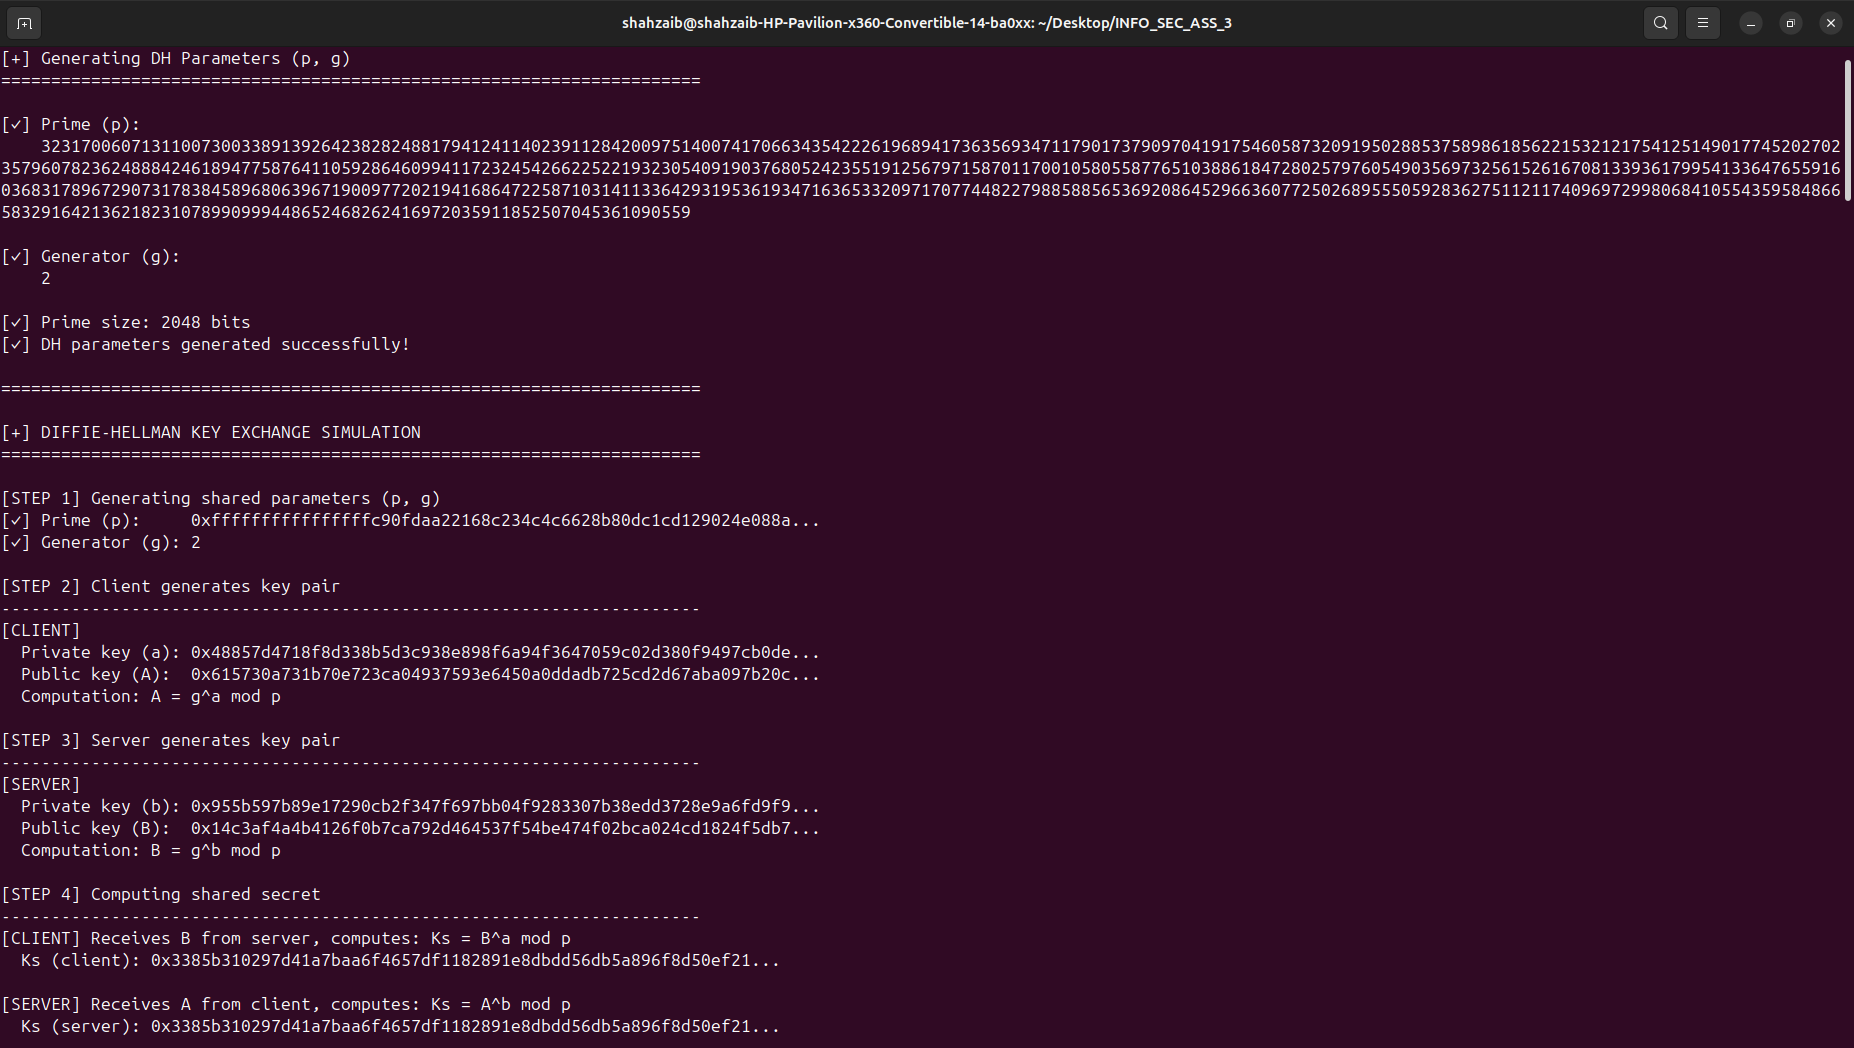 shahzaib@shahzaib-HP-Pavilion-x360-Convertible-14-ba0xx: ~/Desktop/INFO_SEC_ASS_3
[+] Generating DH Parameters (p, g)
======================================================================
[✓] Prime (p):
32317006071311007300338913926423828248817941241140239112842009751400741706634354222619689417363569347117901737909704191754605873209195028853758986185622153212175412514901774520270
235796078236248884246189477587641105928646099411723245426622522193230540919037680524235519125679715870117001058055877651038861847280257976054903569732561526167081339361799541336476559160
36831789672907317838458968063967190097720219416864722587103141133642931953619347163653320971707744822798858856536920864529663607725026895550592836275112117409697299806841055435958486
6583291642136218231078990999448652468262416972035911852507045361090559
[✓] Generator (g):
2
[✓] Prime size: 2048 bits
[✓] DH parameters generated successfully!
======================================================================
[+] DIFFIE-HELLMAN KEY EXCHANGE SIMULATION
======================================================================
[STEP 1] Generating shared parameters (p, g)
[✓] Prime (p):     0xffffffffffffffffc90fdaa22168c234c4c6628b80dc1cd129024e088a...
[✓] Generator (g): 2
[STEP 2] Client generates key pair
----------------------------------------------------------------------
[CLIENT]
Private key (a): 0x48857d4718f8d338b5d3c938e898f6a94f3647059c02d380f9497cb0de...
Public key (A):  0x615730a731b70e723ca04937593e6450a0ddadb725cd2d67aba097b20c...
Computation: A = g^a mod p
[STEP 3] Server generates key pair
----------------------------------------------------------------------
[SERVER]
Private key (b): 0x955b597b89e17290cb2f347f697bb04f9283307b38edd3728e9a6fd9f9...
Public key (B):  0x14c3af4a4b4126f0b7ca792d464537f54be474f02bca024cd1824f5db7...
Computation: B = g^b mod p
[STEP 4] Computing shared secret
----------------------------------------------------------------------
[CLIENT] Receives B from server, computes: Ks = B^a mod p
Ks (client): 0x3385b310297d41a7baa6f4657df1182891e8dbdd56db5a896f8d50ef21...
[SERVER] Receives A from client, computes: Ks = A^b mod p
Ks (server): 0x3385b310297d41a7baa6f4657df1182891e8dbdd56db5a896f8d50ef21...